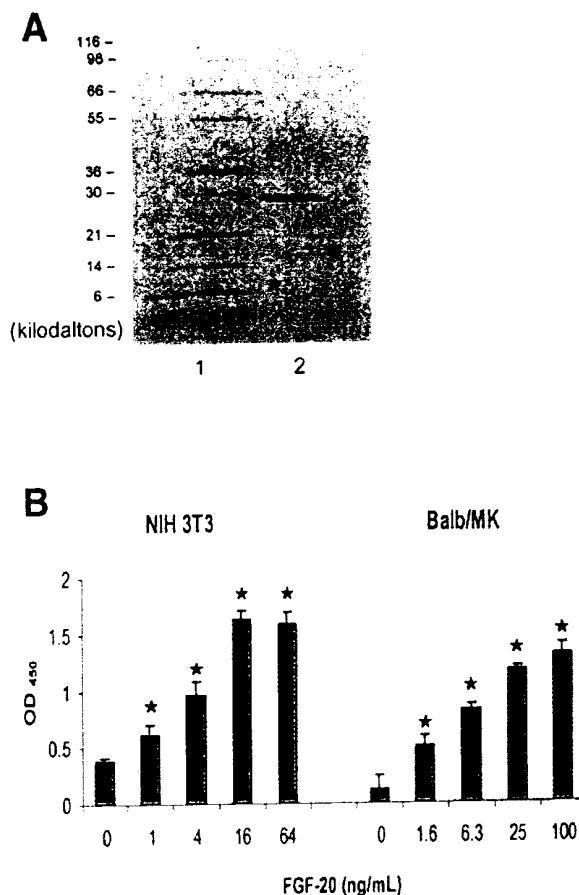 A
116 –
98 –
66 –
55 –
36 –
30 –
21 –
14 –
6 –
(kilodaltons)
1 2
B
NIH 3T3 Balb/MK
2
1.5
1
0.5
0
OD 450
★ ★ ★ ★ ★ ★ ★ ★
0 1 4 16 64 0 1.6 6.3 25 100
FGF-20 (ng/mL)